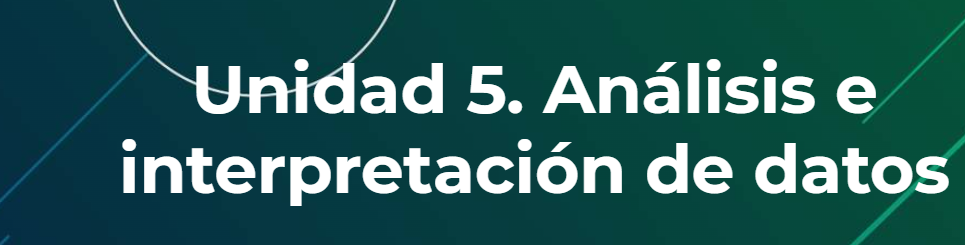 Unidad 5. Análisis e
interpretación de datos